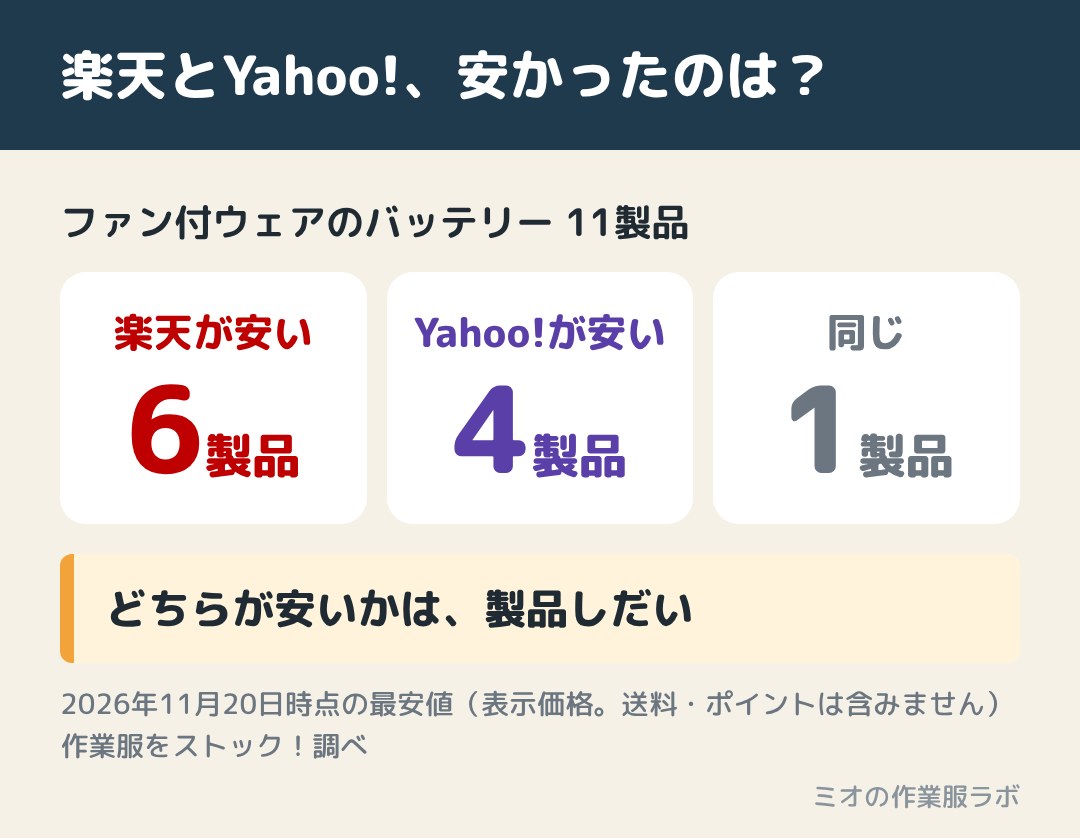 楽天とYahoo!、安かったのは？
ファン付ウェアのバッテリー 11製品
楽天が安い
6製品
Yahoo!が安い
4製品
同じ
1製品
どちらが安いかは、製品しだい
2026年11月20日時点の最安値（表示価格。送料・ポイントは含みません）
作業服をストック！調べ
ミオの作業服ラボ